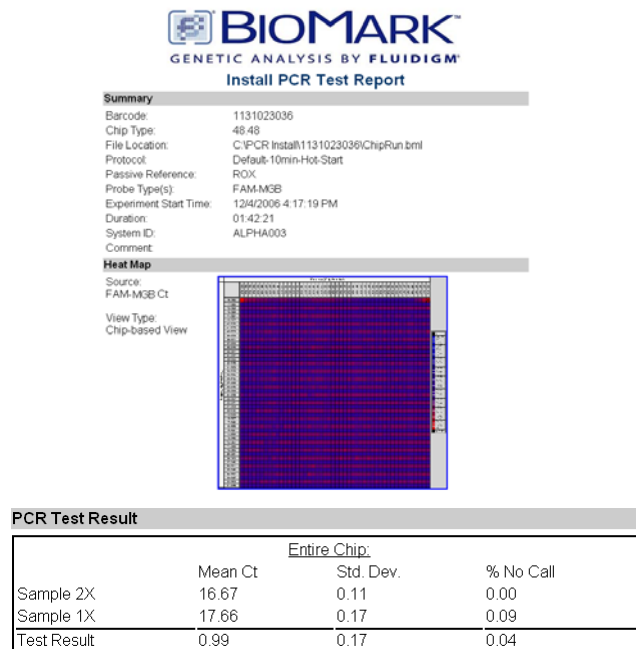 BIOMARK™
GENETIC ANALYSIS BY FLUIDIGM
Install PCR Test Report
Summary
Barcode: 1131023036
Chip Type: 48.48
File Location: C:\PCR Install\1131023036\ChipRun.bml
Protocol: Default-10min-Hot-Start
Passive Reference: ROX
Probe Type(s): FAM-MGB
Experiment Start Time: 12/4/2006 4:17:19 PM
Duration: 01:42:21
System ID: ALPHA003
Comment:
Heat Map
Source:
FAM-MGB Ct
View Type:
Chip-based View
PCR Test Result
Entire Chip:
Mean Ct Std. Dev. % No Call
Sample 2X 16.67 0.11 0.00
Sample 1X 17.66 0.17 0.09
Test Result 0.99 0.17 0.04